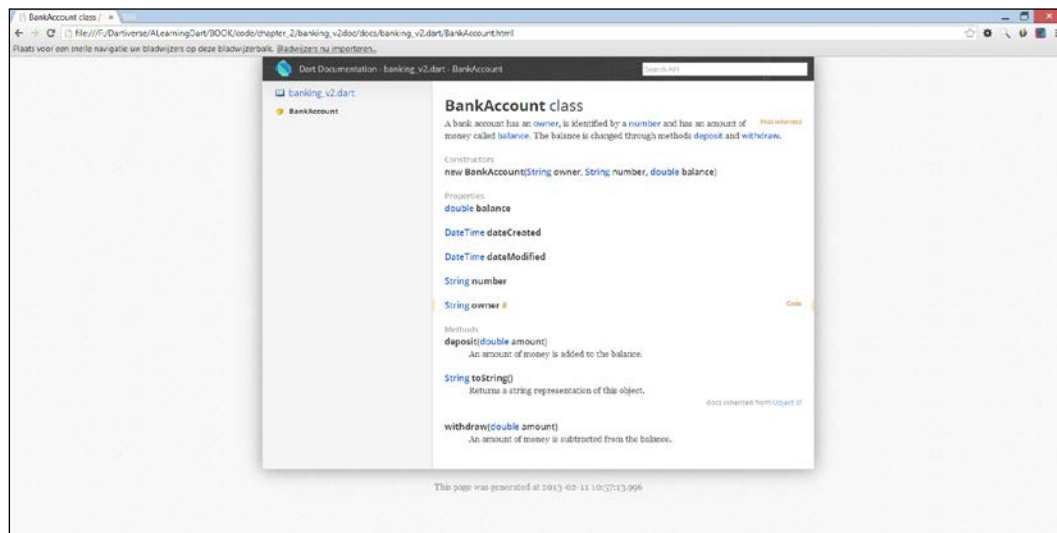 BankAccount class /
file:///F:/Dartiverse/ALearningDart/BOOK/code/chapter_2/banking_v2doc/docs/banking_v2.dart/BankAccount.html
Plaats voor een snelle navigatie uw bladwijzers op deze bladwijzerbalk. Bladwijzers nu importeren...
Dart Documentation · banking_v2.dart · BankAccount
Search API
banking_v2.dart
BankAccount
BankAccount class
A bank account has an owner, is identified by a number and has an amount of
money called balance. The balance is changed through methods deposit and withdraw.
Constructors
new BankAccount(String owner, String number, double balance)
Properties
double balance
DateTime dateCreated
DateTime dateModified
String number
String owner #
Code
Methods
deposit(double amount)
An amount of money is added to the balance.
String toString()
Returns a string representation of this object.
docs inherited from Object
withdraw(double amount)
An amount of money is subtracted from the balance.
This page was generated at 2013-02-11 10:57:13.996